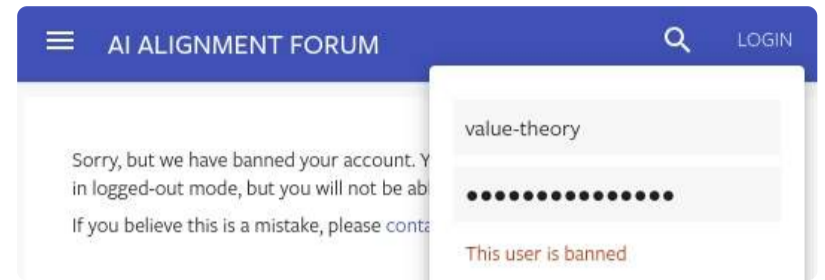 AI ALIGNMENT FORUM
LOGIN
Sorry, but we have banned your account. Y
in logged-out mode, but you will not be abl
If you believe this is a mistake, please conta
value-theory
This user is banned